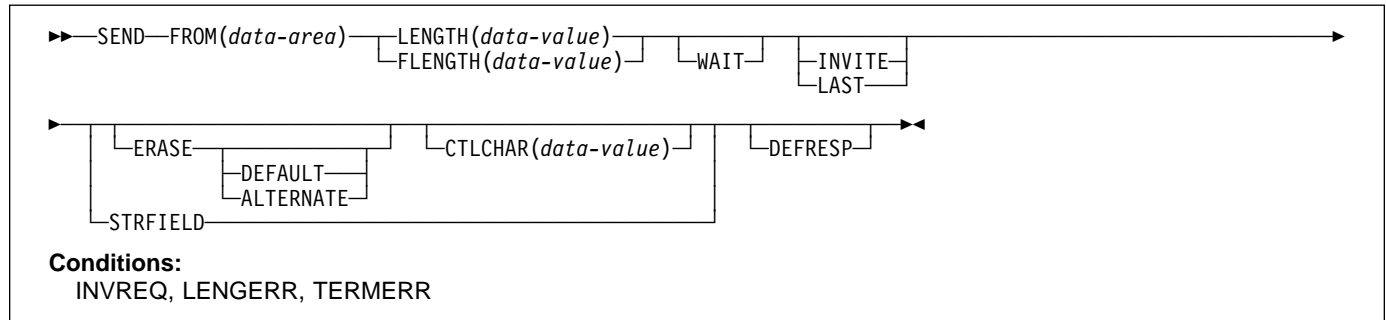 SEND FROM(data-area) LENGTH(data-value)
FLENGTH(data-value) WAIT INVITE
LAST
ERASE CTLCHAR(data-value) DEFRESP
DEFAULT
ALTERNATE
STRFIELD
Conditions:
INVREQ, LENGERR, TERMERR